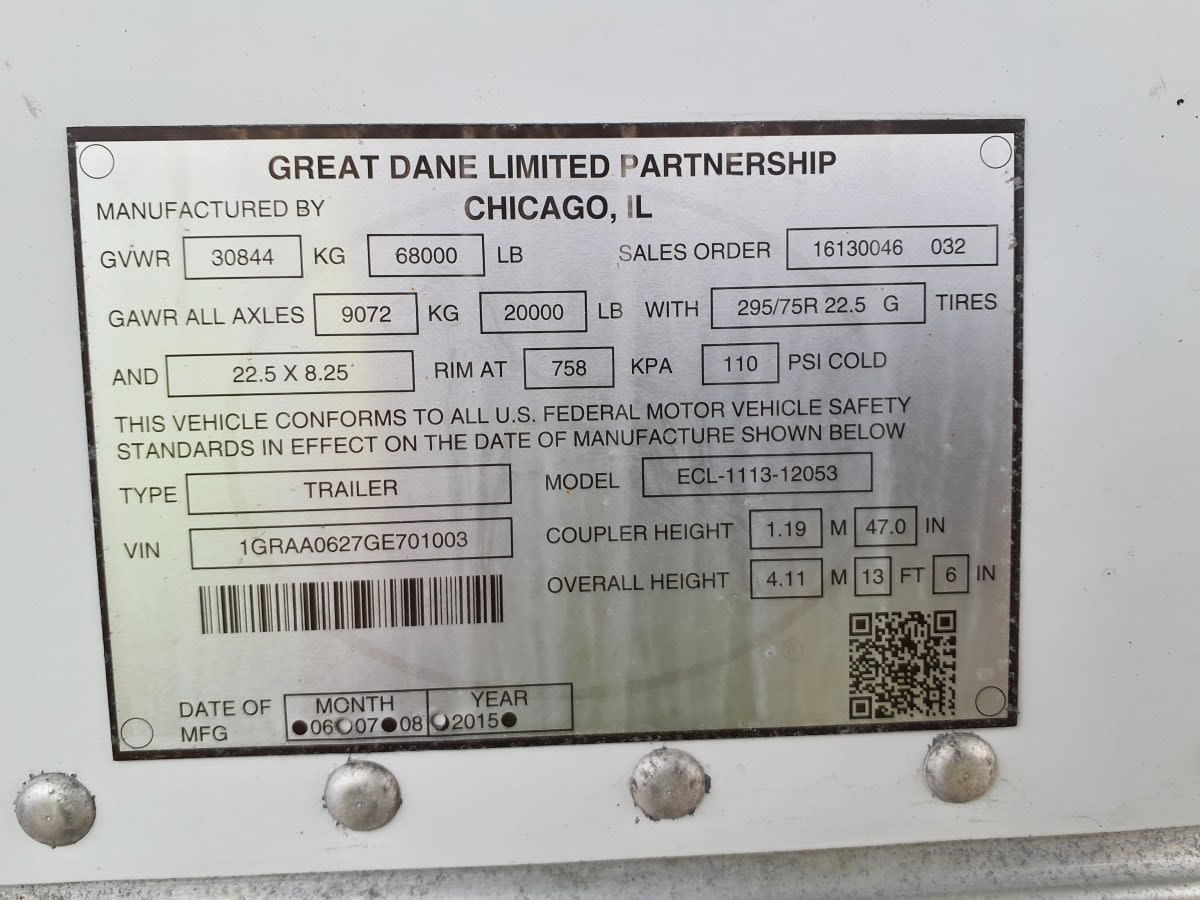 GREAT DANE LIMITED PARTNERSHIP
MANUFACTURED BY CHICAGO, IL
GVWR 30844 KG 68000 LB SALES ORDER 16130046 032
GAWR ALL AXLES 9072 KG 20000 LB WITH 295/75R 22.5 G TIRES
AND 22.5 X 8.25 RIM AT 758 KPA 110 PSI COLD
THIS VEHICLE CONFORMS TO ALL U.S. FEDERAL MOTOR VEHICLE SAFETY
STANDARDS IN EFFECT ON THE DATE OF MANUFACTURE SHOWN BELOW
TYPE TRAILER MODEL ECL-1113-12053
VIN 1GRAA0627GE701003 COUPLER HEIGHT 1.19 M 47.0 IN
OVERALL HEIGHT 4.11 M 13 FT 6 IN
DATE OF MFG MONTH YEAR
06 07 08 2015